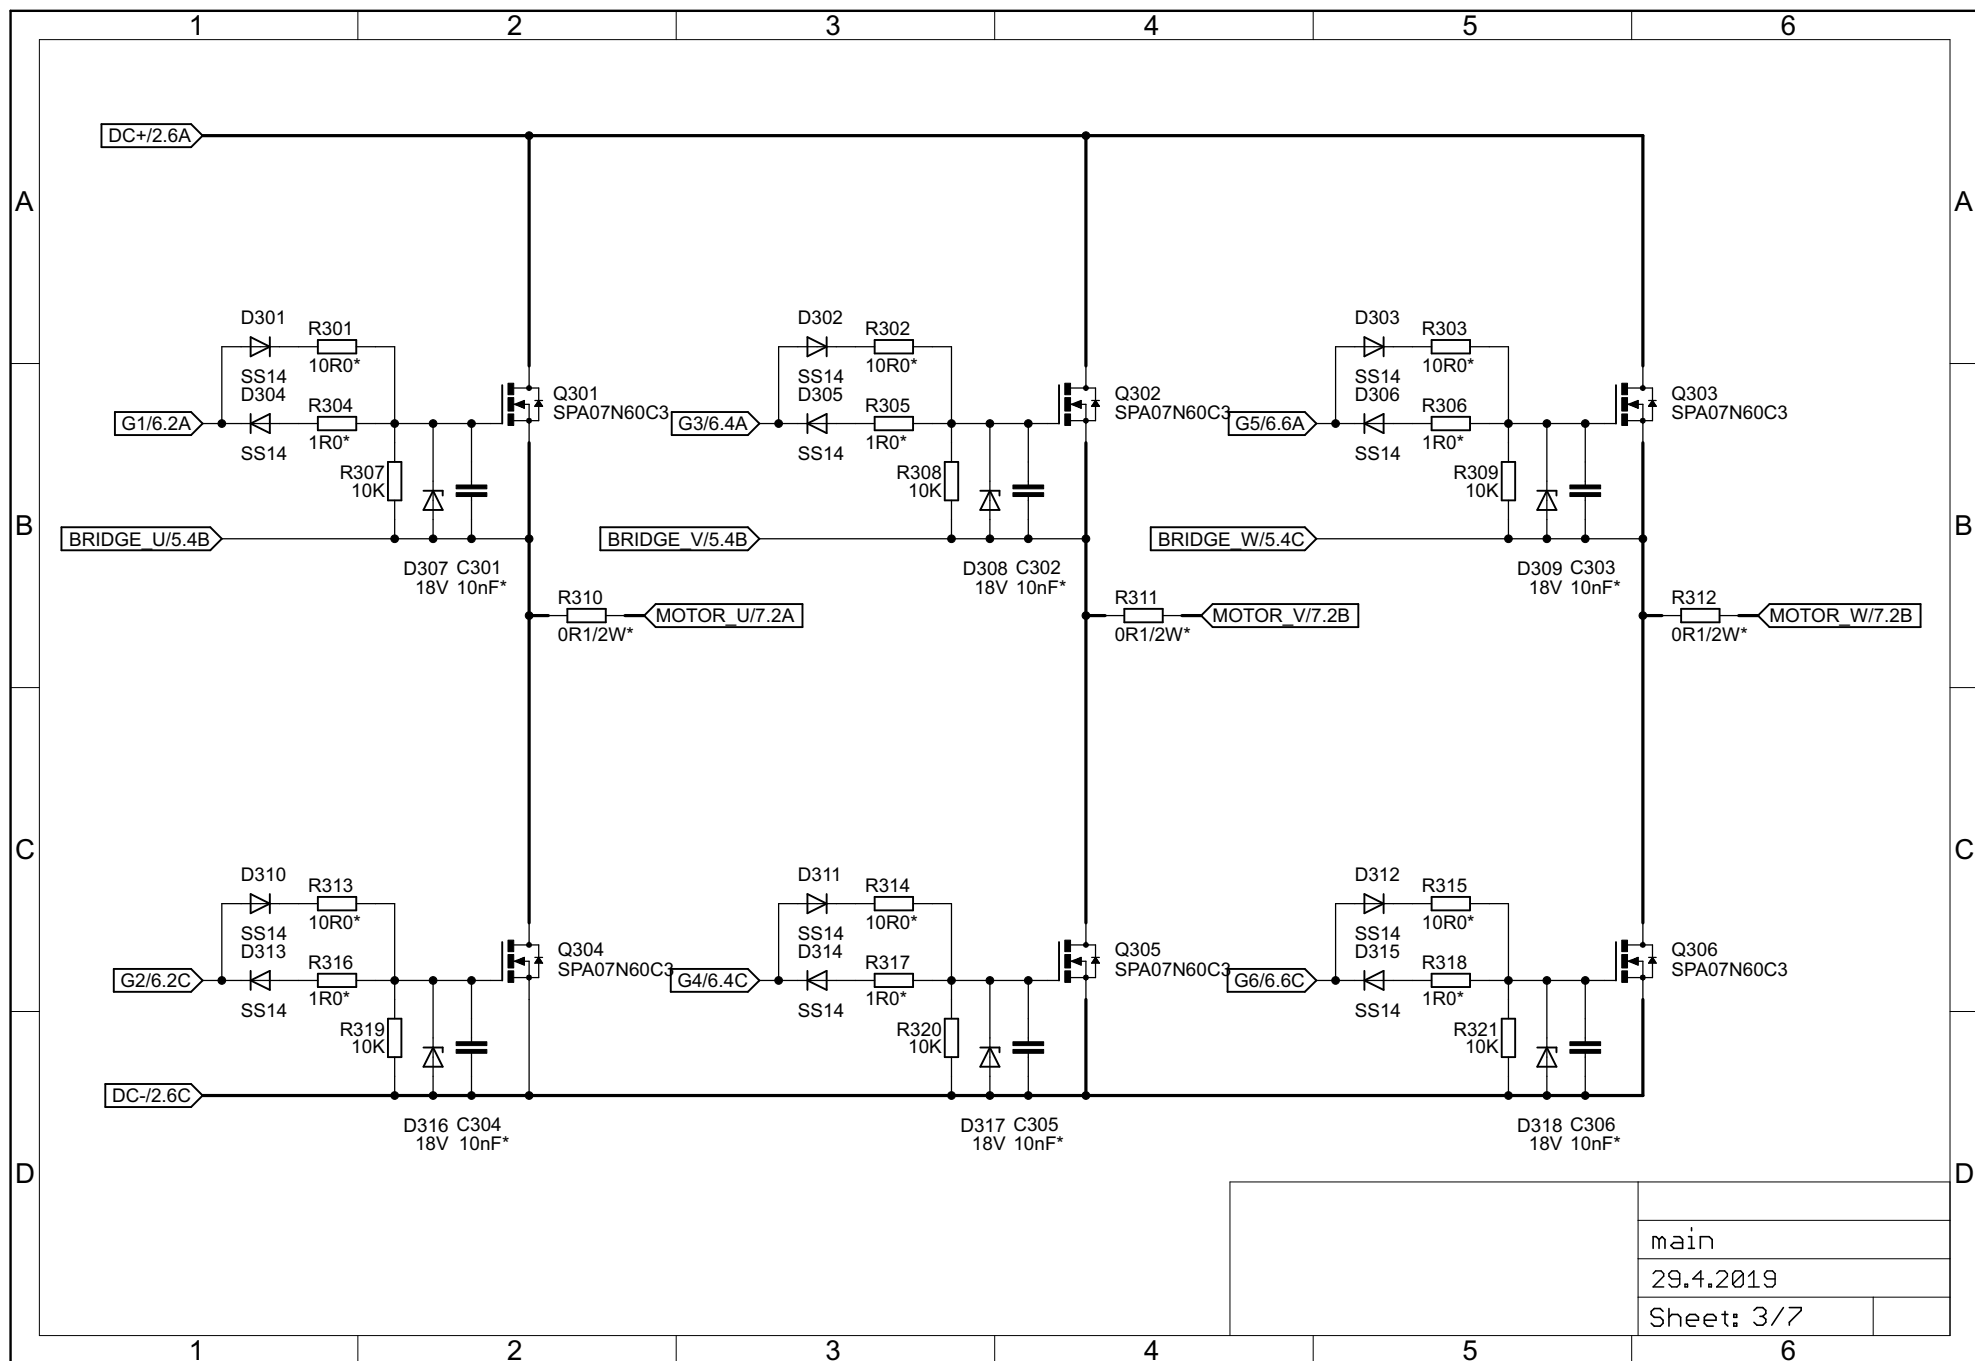 1 2 3 4 5 6
DC+/2.6A
A A
D301 R301 10R0* SS14
D304 R304 1R0* SS14
G1/6.2A
R307 10K
Q301
SPA07N60C3
BRIDGE_U/5.4B
D307 C301
18V 10nF*
R310
0R1/2W*
MOTOR_U/7.2A
D302 R302 10R0* SS14
D305 R305 1R0* SS14
G3/6.4A
R308 10K
Q302
SPA07N60C3
BRIDGE_V/5.4B
D308 C302
18V 10nF*
R311
0R1/2W*
MOTOR_V/7.2B
D303 R303 10R0* SS14
D306 R306 1R0* SS14
G5/6.6A
R309 10K
Q303
SPA07N60C3
BRIDGE_W/5.4C
D309 C303
18V 10nF*
R312
0R1/2W*
MOTOR_W/7.2B
B B
C C
D310 R313 10R0* SS14
D313 R316 1R0* SS14
G2/6.2C
R319 10K
Q304
SPA07N60C3
D316 C304
18V 10nF*
D311 R314 10R0* SS14
D314 R317 1R0* SS14
G4/6.4C
R320 10K
Q305
SPA07N60C3
D317 C305
18V 10nF*
D312 R315 10R0* SS14
D315 R318 1R0* SS14
G6/6.6C
R321 10K
Q306
SPA07N60C3
D318 C306
18V 10nF*
DC-/2.6C
D D
main
29.4.2019
Sheet: 3/7
1 2 3 4 5 6